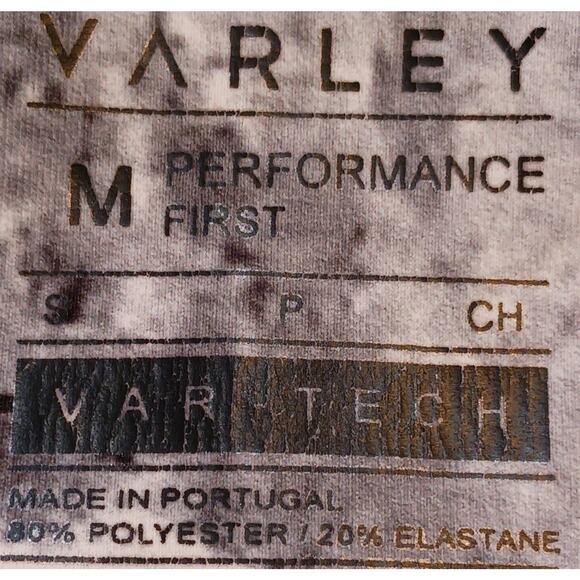 VARLEY
M PERFORMANCE
FIRST
S P CH
VAR-TECH
MADE IN PORTUGAL
80% POLYESTER / 20% ELASTANE